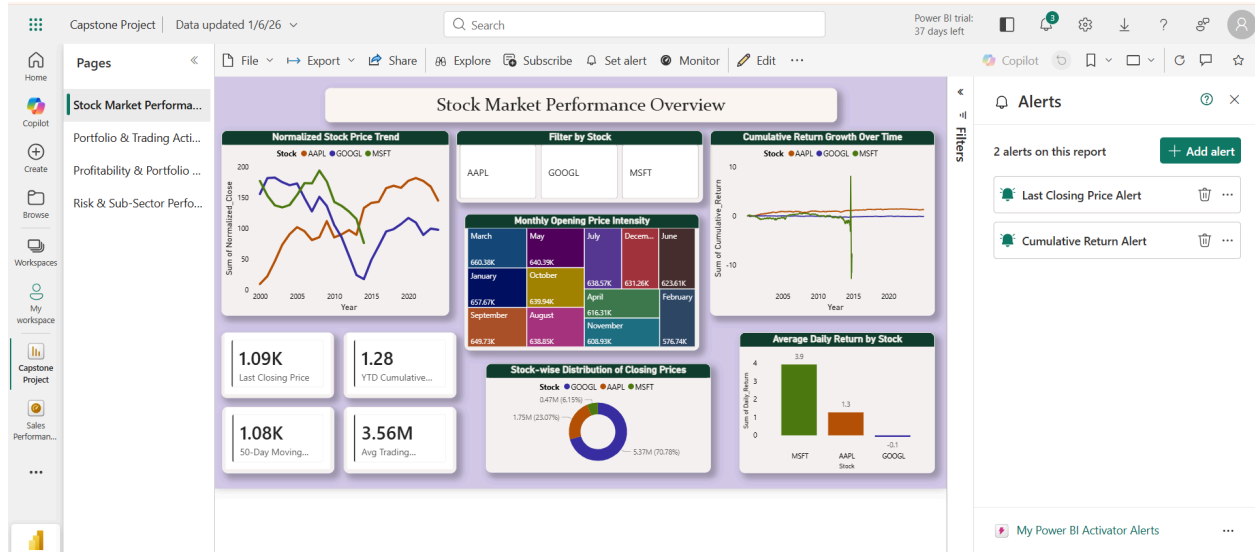 Capstone Project
Data updated 1/6/26
Search
Power BI trial:
37 days left
3
Home
Copilot
Create
Browse
Workspaces
My
workspace
Capstone
Project
Sales
Performan...
Pages
Stock Market Performa...
Portfolio & Trading Acti...
Profitability & Portfolio ...
Risk & Sub-Sector Perfo...
File
Export
Share
Explore
Subscribe
Set alert
Monitor
Edit
Copilot
Stock Market Performance Overview
Normalized Stock Price Trend
Stock AAPL GOOGL MSFT
Sum of Normalized_Close
200
150
100
50
0
2000 2005 2010 2015 2020
Year
Filter by Stock
AAPL
GOOGL
MSFT
Monthly Opening Price Intensity
March
660.38K
January
657.67K
September
649.73K
May
640.39K
October
639.94K
August
638.85K
July
638.57K
Decem...
631.26K
June
623.61K
April
616.31K
November
608.93K
February
576.74K
Cumulative Return Growth Over Time
Stock AAPL GOOGL MSFT
Sum of Cumulative_Return
10
0
-10
2005 2010 2015 2020
Year
1.09K
Last Closing Price
1.28
YTD Cumulative...
1.08K
50-Day Moving...
3.56M
Avg Trading...
Stock-wise Distribution of Closing Prices
Stock GOOGL AAPL MSFT
0.47M (6.15%)
1.75M (23.07%)
5.37M (70.78%)
Average Daily Return by Stock
Sum of Daily_Return
4
3
2
1
0
3.9
1.3
-0.1
MSFT AAPL GOOGL
Stock
Filters
Alerts
2 alerts on this report
Add alert
Last Closing Price Alert
Cumulative Return Alert
My Power BI Activator Alerts